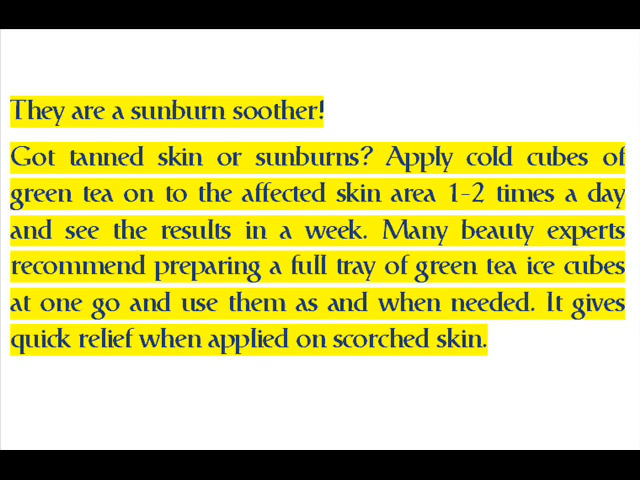 They are a sunburn soother!
Got tanned skin or sunburns? Apply cold cubes of
green tea on to the affected skin area 1-2 times a day
and see the results in a week. Many beauty experts
recommend preparing a full tray of green tea ice cubes
at one go and use them as and when needed. It gives
quick relief when applied on scorched skin.